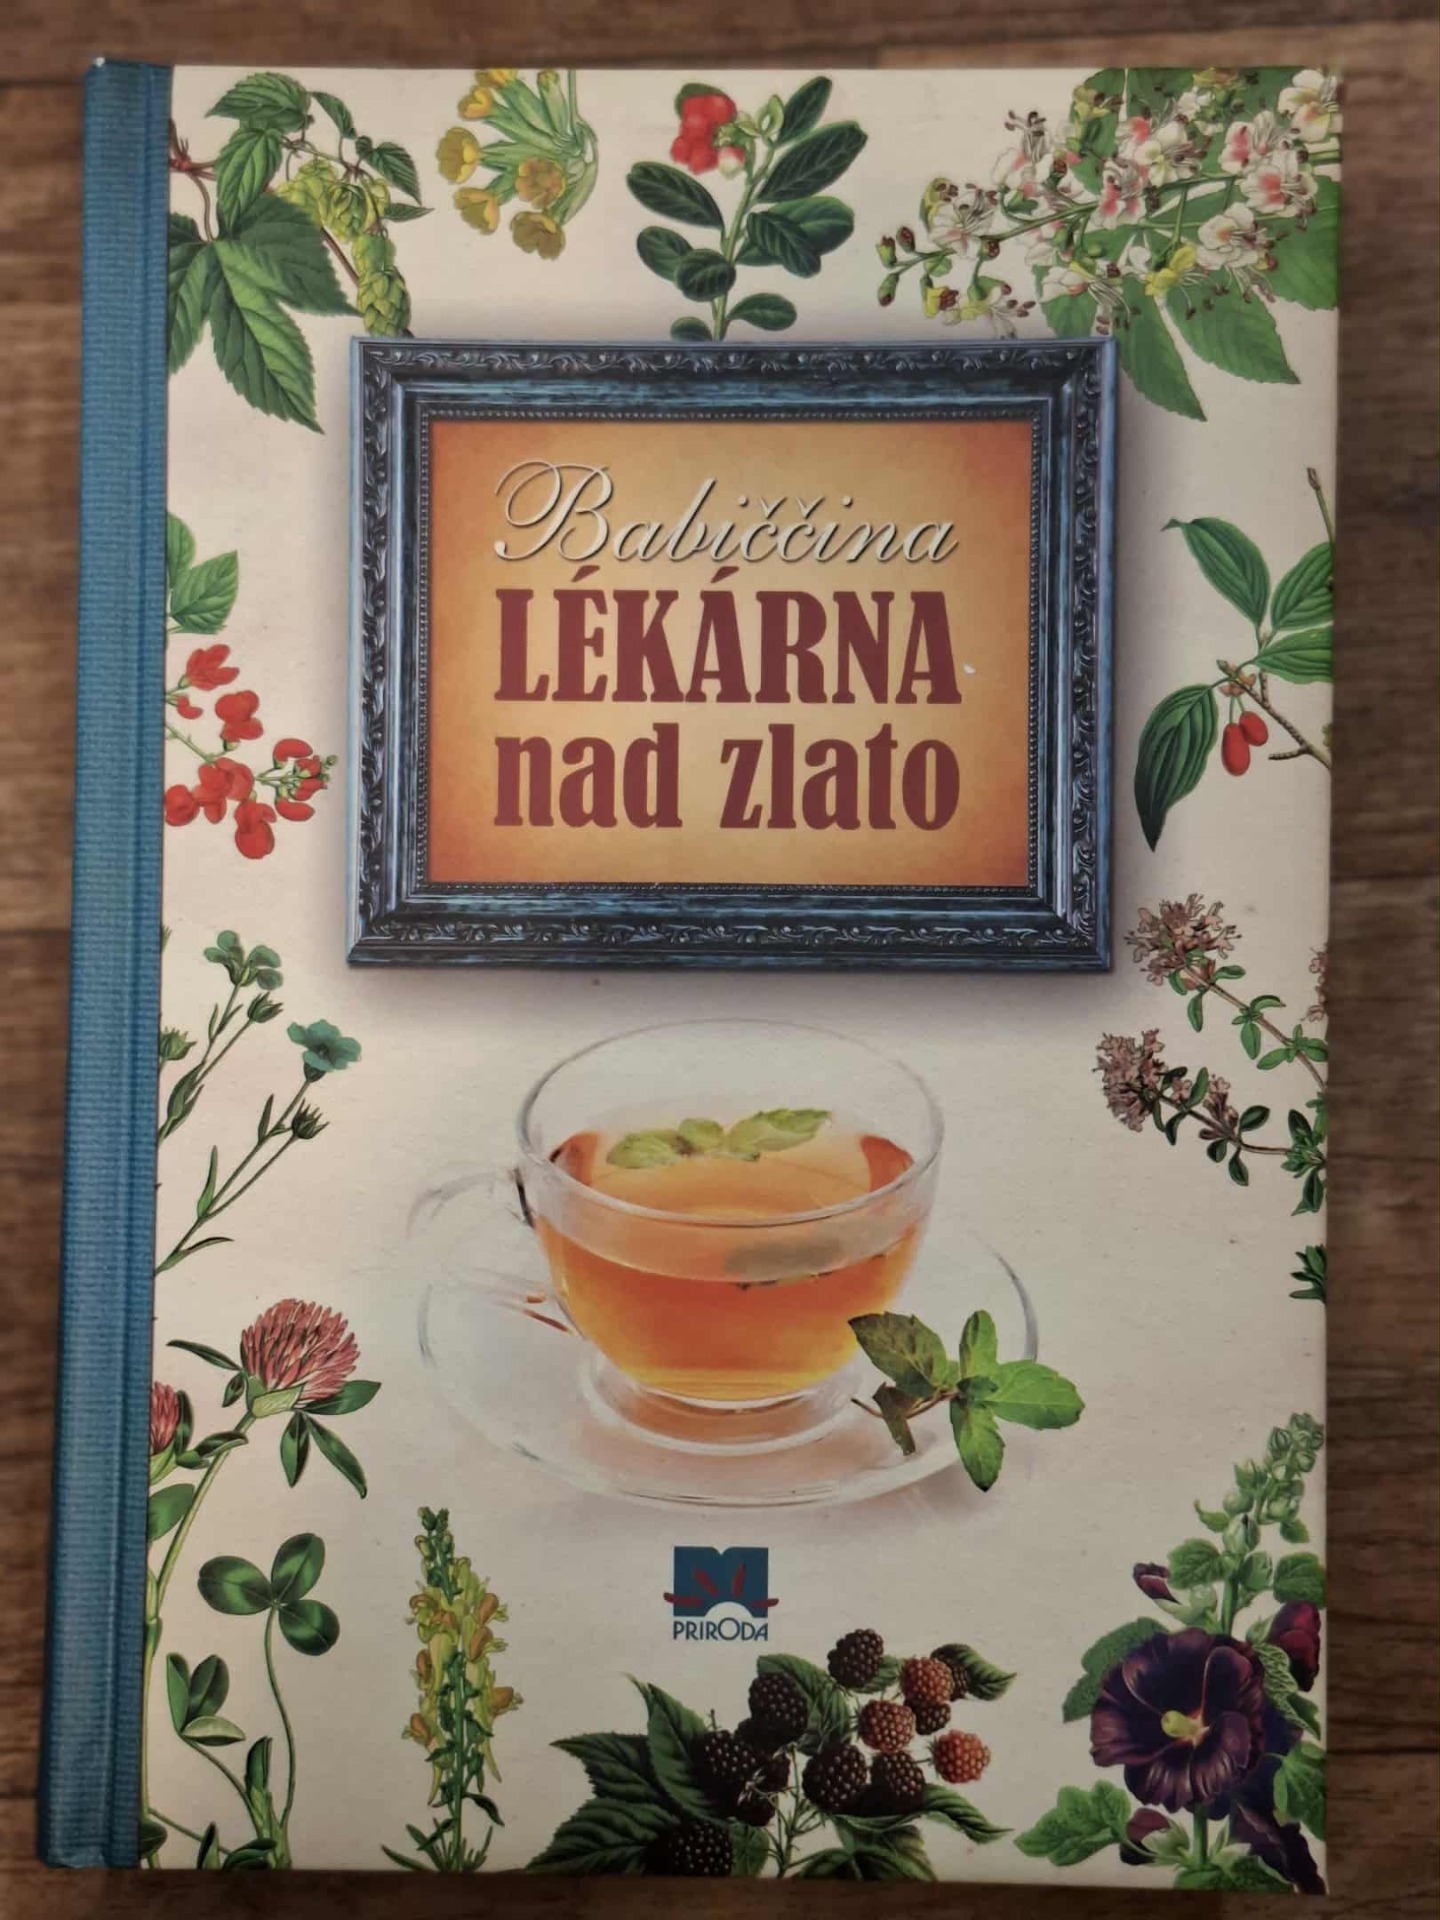 Babiččina
LÉKÁRNA
nad zlato
PRIRODA